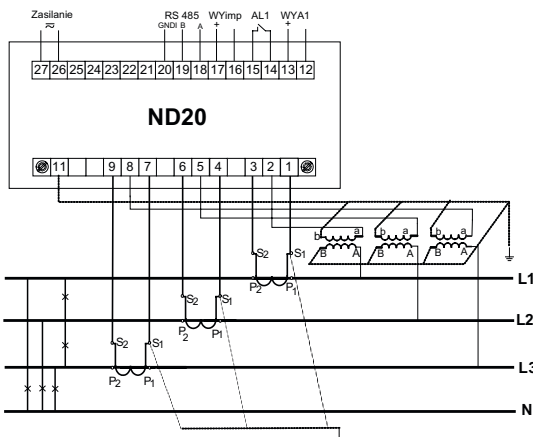 Zasilanie RS 485 WYimp AL1 WYA1
GNDI B A + +
27 26 25 24 23 22 21 20 19 18 17 16 15 14 13 12
ND20
11 9 8 7 6 5 4 3 2 1
b a b a b a
B A B A B A
S2 S1
P2 P1
L1
S2 S1
P2 P1
L2
S2 S1
P2 P1
L3
N